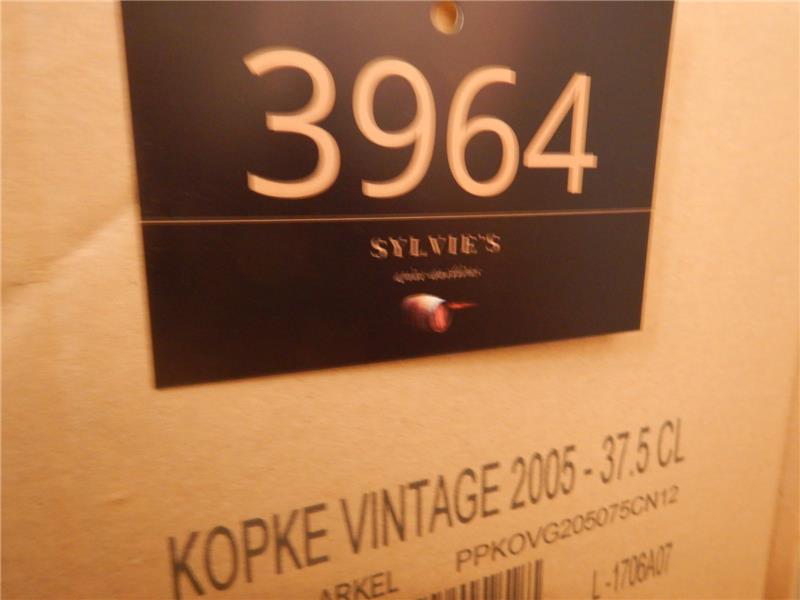 3964
SYLVIE'S
KOPKE VINTAGE 2005 - 37.5 CL
PPKOVG205075CN12
ARKEL
L-1706A07